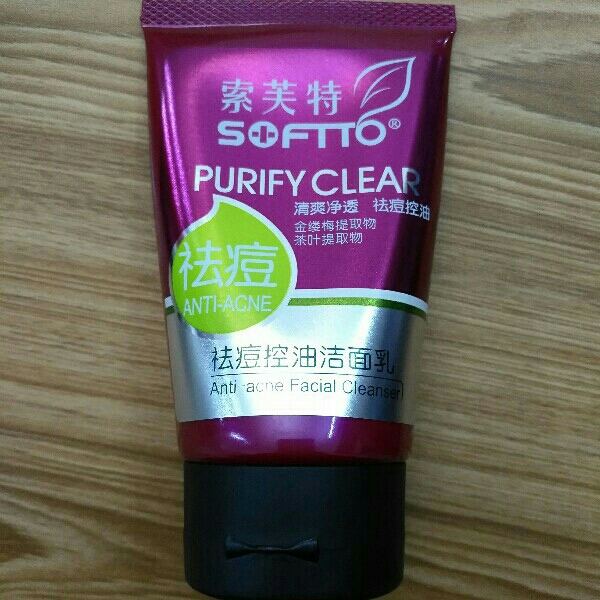 索芙特
SOFTTO®
PURIFY CLEAR
清爽净透 祛痘控油
金缕梅提取物
茶叶提取物
祛痘
ANTI-ACNE
祛痘控油洁面乳
Anti-acne Facial Cleanser